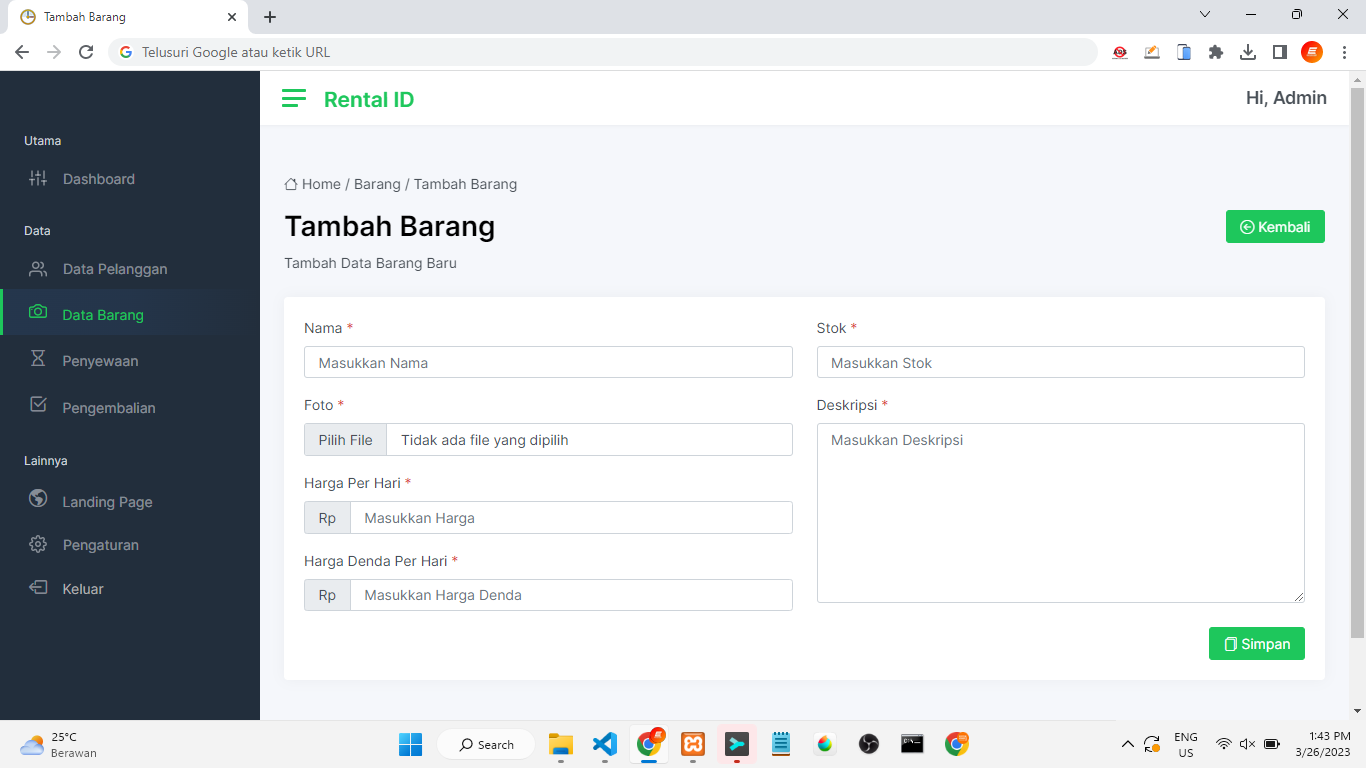 Tambah Barang
Telusuri Google atau ketik URL
Rental ID
Hi, Admin
Utama
Dashboard
Data
Data Pelanggan
Data Barang
Penyewaan
Pengembalian
Lainnya
Landing Page
Pengaturan
Keluar
Home / Barang / Tambah Barang
Tambah Barang
Kembali
Tambah Data Barang Baru
Nama *
Masukkan Nama
Stok *
Masukkan Stok
Foto *
Pilih File Tidak ada file yang dipilih
Deskripsi *
Masukkan Deskripsi
Harga Per Hari *
Rp Masukkan Harga
Harga Denda Per Hari *
Rp Masukkan Harga Denda
Simpan
25°C
Berawan
Search
ENG
US
1:43 PM
3/26/2023